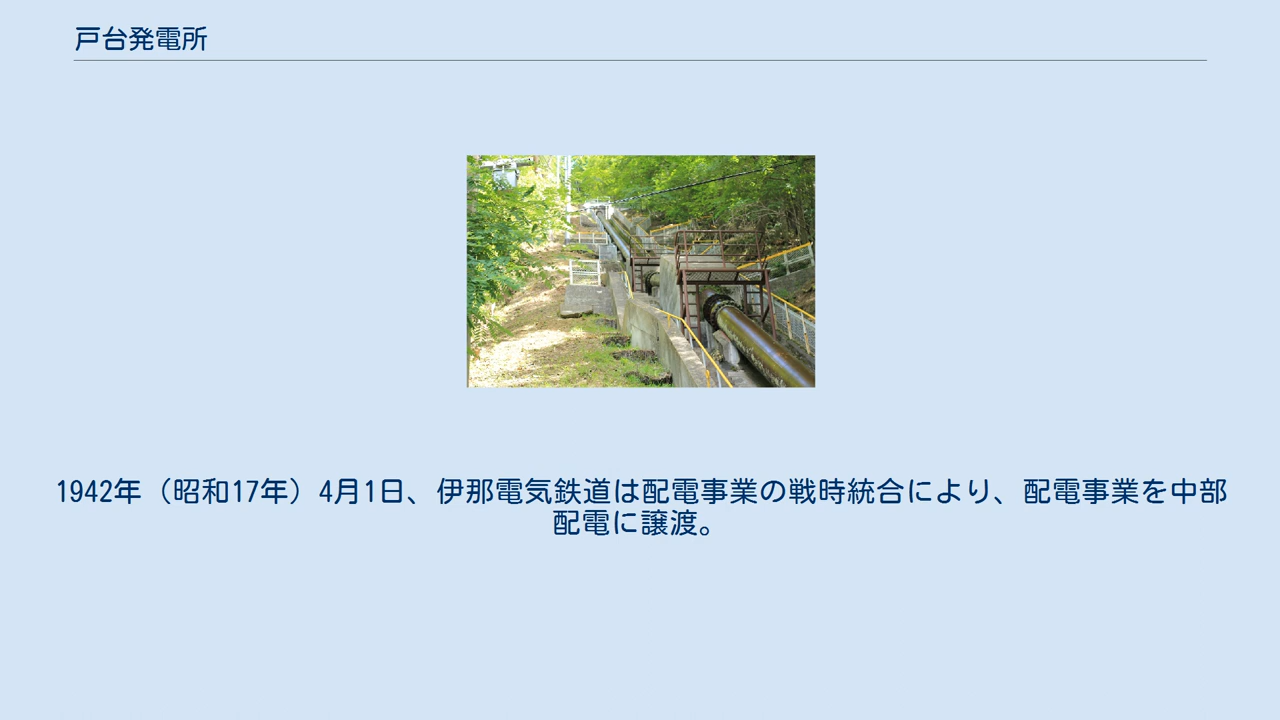 戸台発電所
1942年（昭和17年）4月1日、伊那電気鉄道は配電事業の戦時統合により、配電事業を中部
配電に譲渡。